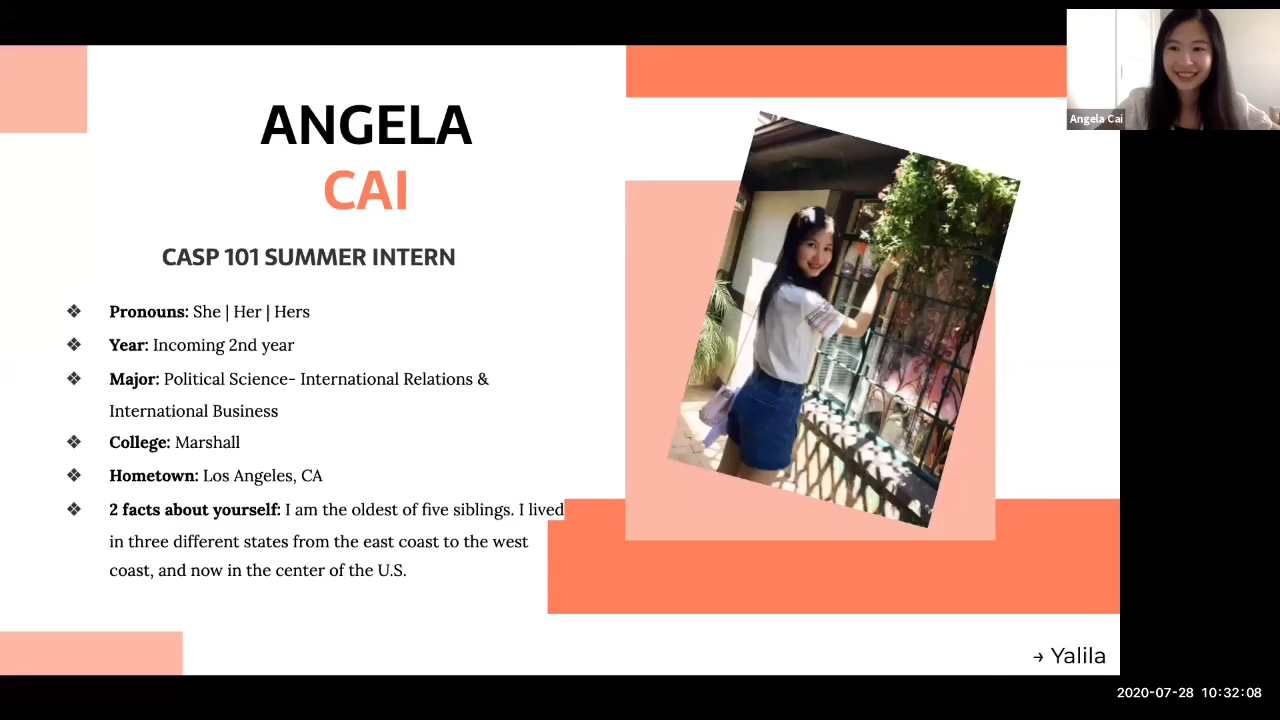 ANGELA
CAI
CASP 101 SUMMER INTERN
❖ Pronouns: She | Her | Hers
❖ Year: Incoming 2nd year
❖ Major: Political Science- International Relations &
International Business
❖ College: Marshall
❖ Hometown: Los Angeles, CA
❖ 2 facts about yourself: I am the oldest of five siblings. I lived
in three different states from the east coast to the west
coast, and now in the center of the U.S.
→ Yalila
Angela Cai
2020-07-28 10:32:08